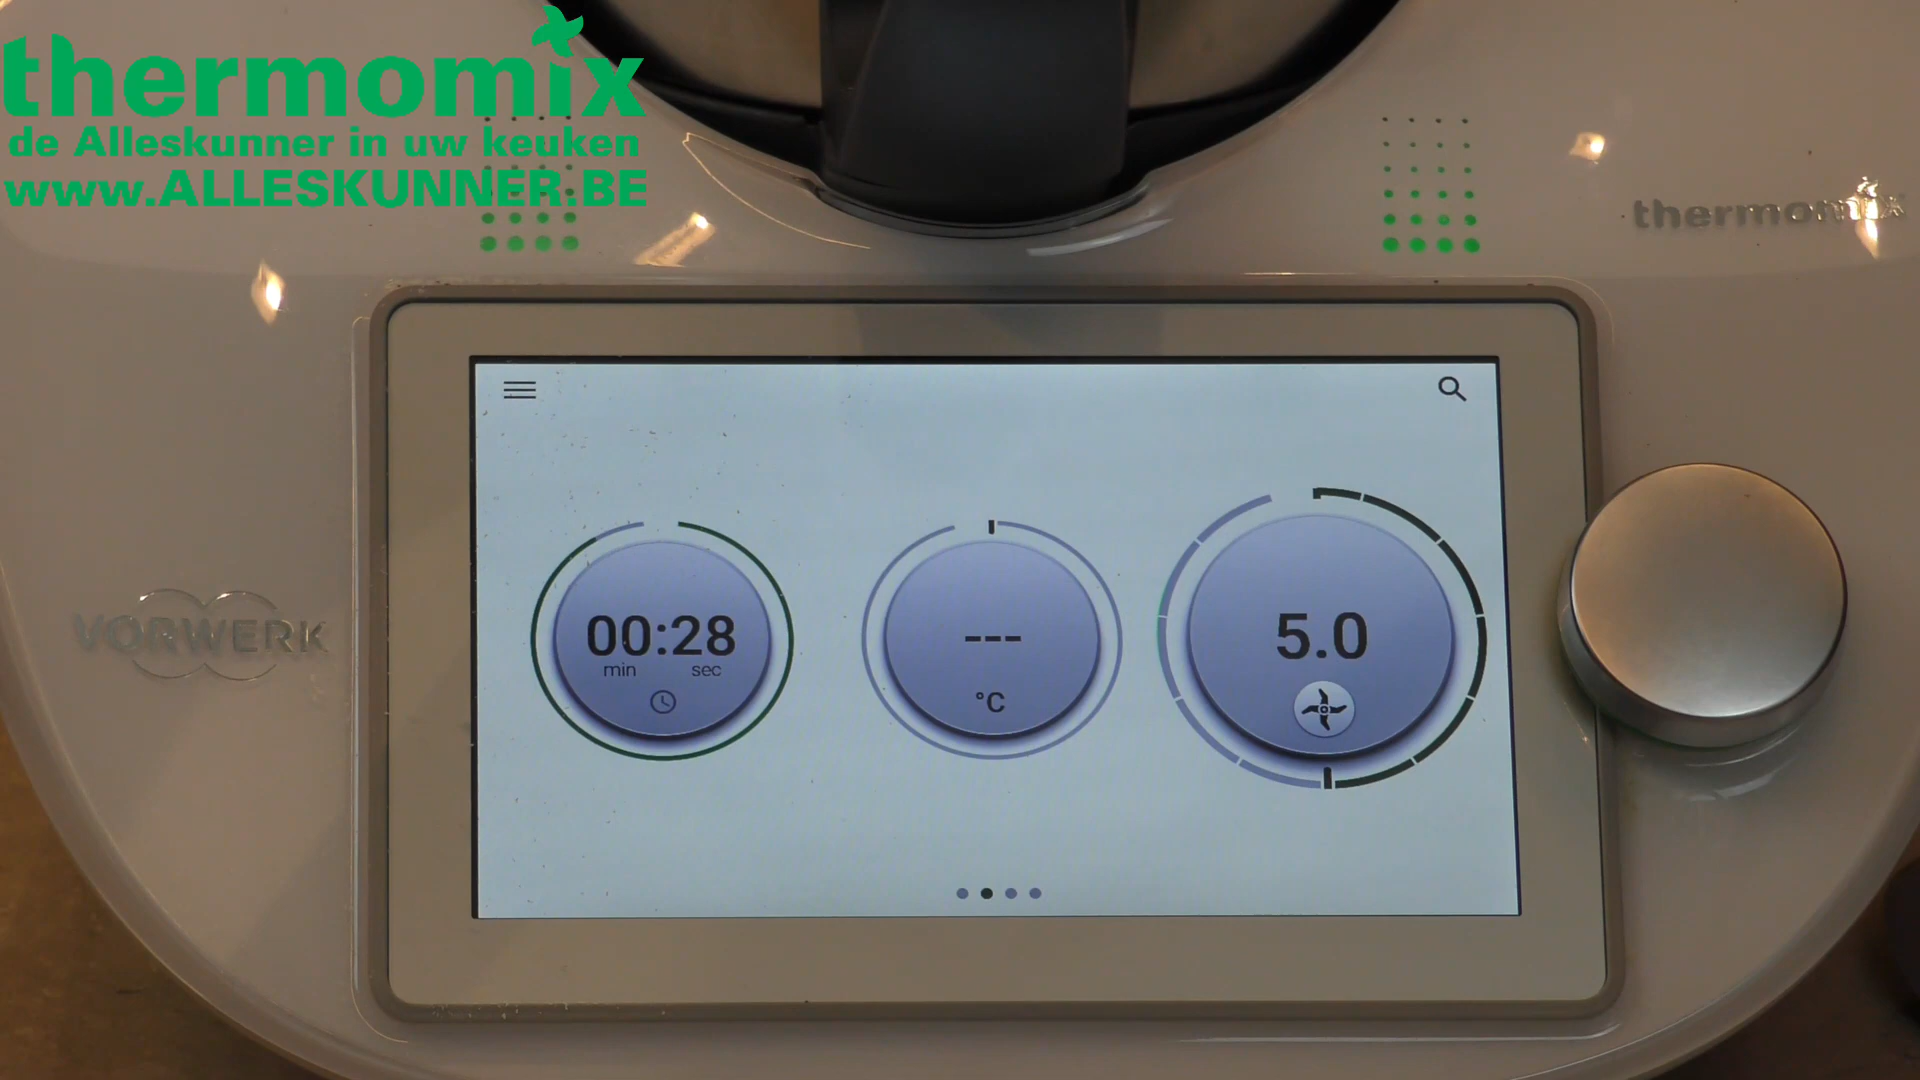 thermomix
de Alleskunner in uw keuken
www.ALLESKUNNER.BE
thermomix
VORWERK
00:28
min sec
---
°C
5.0